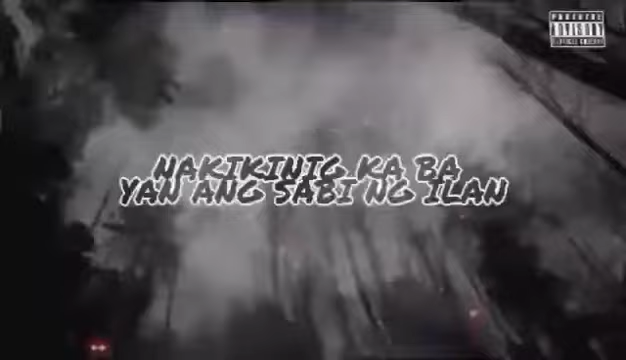 PARENTAL
ADVISORY
EXPLICIT CONTENT
NAKIKINIG KA BA
YAN ANG SABI NG ILAN